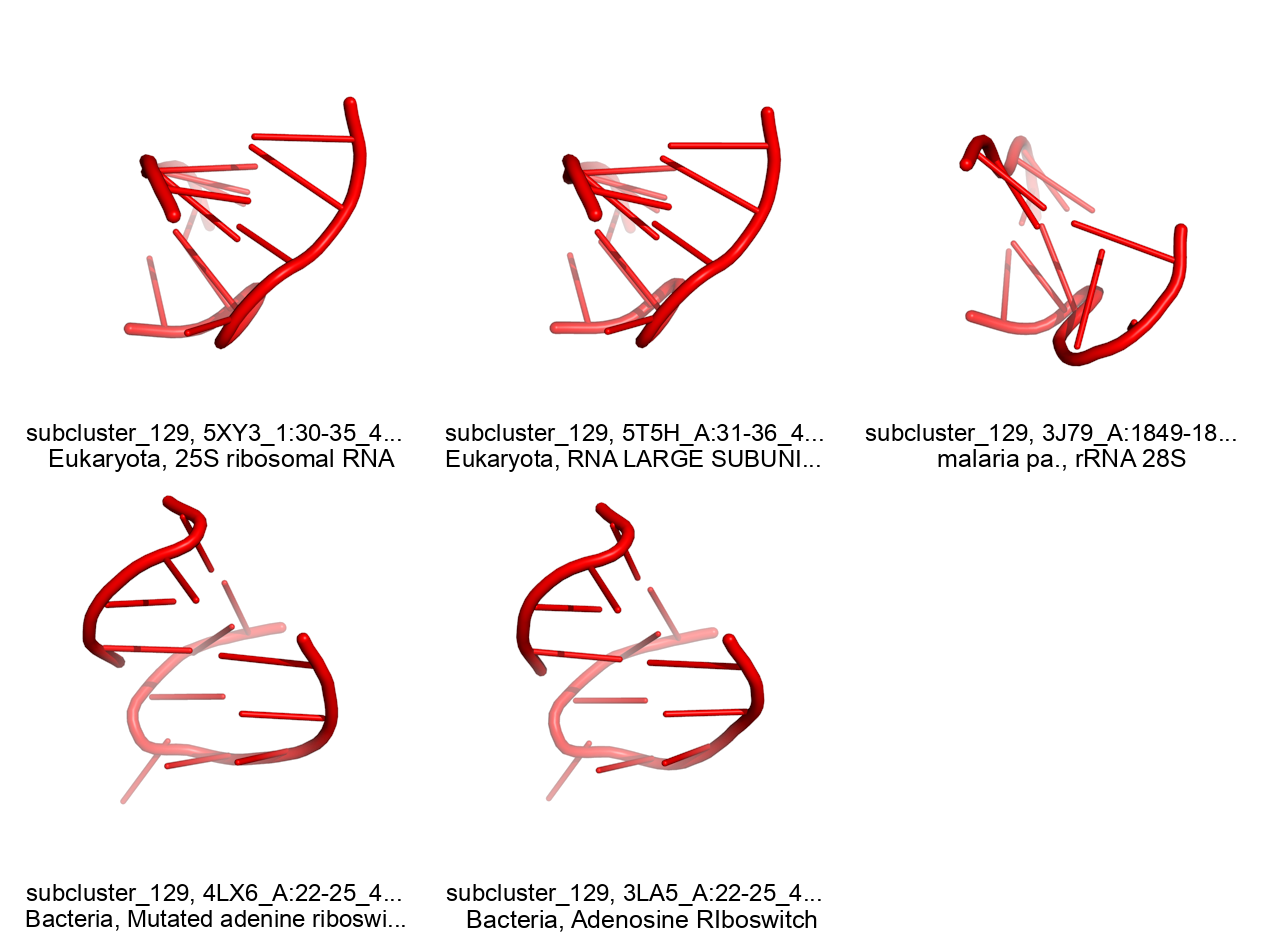 subcluster_129, 5XY3_1:30-35_4...
Eukaryota, 25S ribosomal RNA
subcluster_129, 5T5H_A:31-36_4...
Eukaryota, RNA LARGE SUBUNI...
subcluster_129, 3J79_A:1849-18...
malaria pa., rRNA 28S
subcluster_129, 4LX6_A:22-25_4...
Bacteria, Mutated adenine riboswi...
subcluster_129, 3LA5_A:22-25_4...
Bacteria, Adenosine RIboswitch